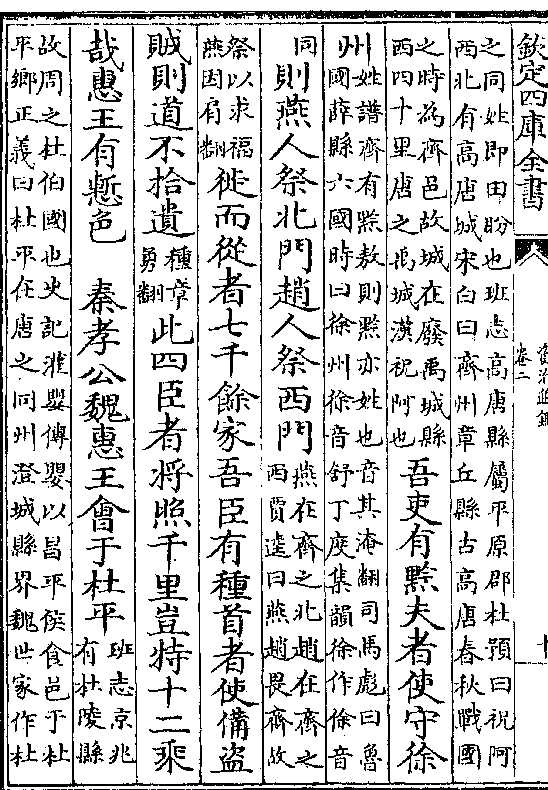 欽定四庫全書
資治通鑑
卷二
十
之同姓即田盼也班志高唐縣屬平原郡杜預曰祝阿
西北有高唐城宋白曰齊州章丘縣古高唐春秋戰國
之時為齊邑故城在廢禹城縣
西四十里唐之禹城漢祝阿也
吾吏有黔夫者使守徐
州
姓譜齊有黔敖則黔亦姓也音其淹翻司馬彪曰魯
國薛縣六國時曰徐州徐音舒丁度集韻徐作俆音
同
則燕人祭北門趙人祭西門
燕在齊之北趙在齊之
西賈逵曰燕趙畏齊故
祭以求福
燕因肩翻
徙而從者七千餘家吾臣有種首者使備盜
賊則道不拾遺
種章
勇翻
此四臣者將照千里豈特十二乘
哉惠王有慙色　秦孝公魏惠王會于杜平
班志京兆
有杜陵縣
故周之杜伯國也史記灌嬰傳嬰以昌平侯食邑于杜
平鄉正義曰杜平在唐之同州澄城縣界魏世家作杜